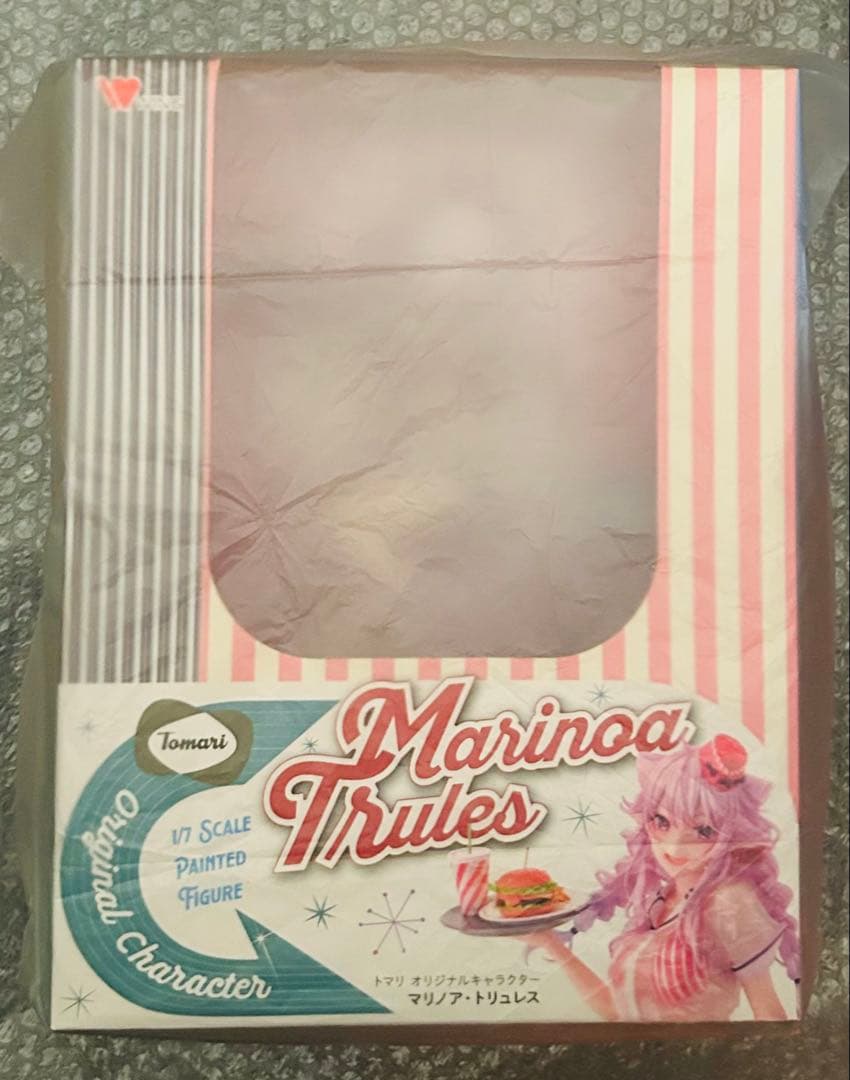 Tomari
Marinoa
Trules
Original Character
1/7 SCALE
PAINTED
FIGURE
トマリ オリジナルキャラクター
マリノア・トリュレス